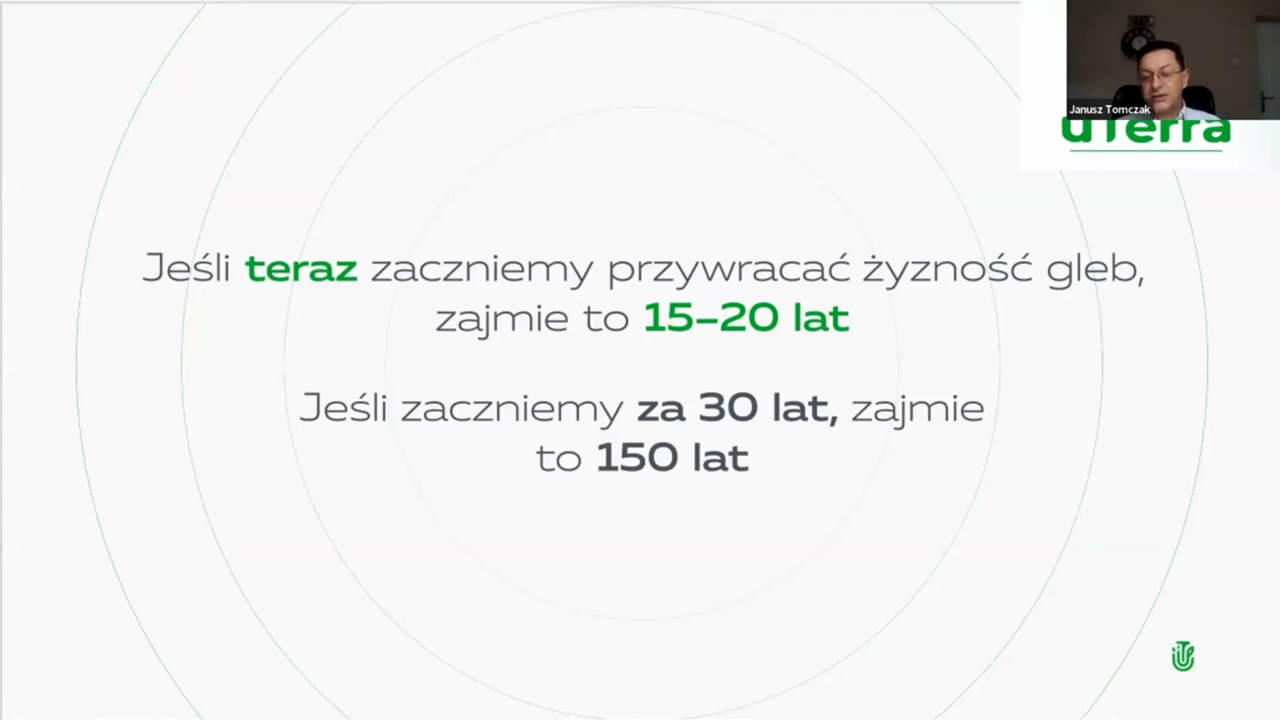 Janusz Tomczak
uTerra
Jeśli teraz zaczniemy przywracać żyzność gleb,
zajmie to 15–20 lat
Jeśli zaczniemy za 30 lat, zajmie
to 150 lat